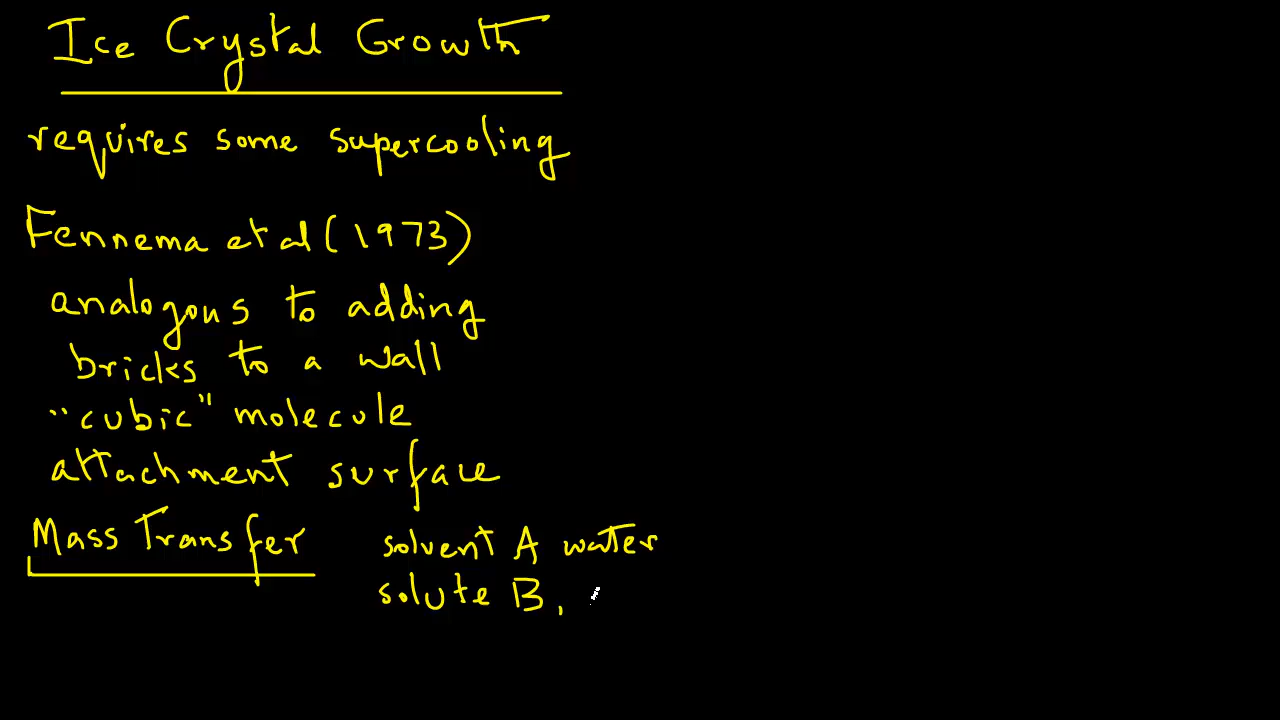 Ice Crystal Growth
requires some supercooling
Fennema et al (1973)
analogous to adding
bricks to a wall
"cubic" molecule
attachment surface
Mass Transfer solvent A water
solute B,